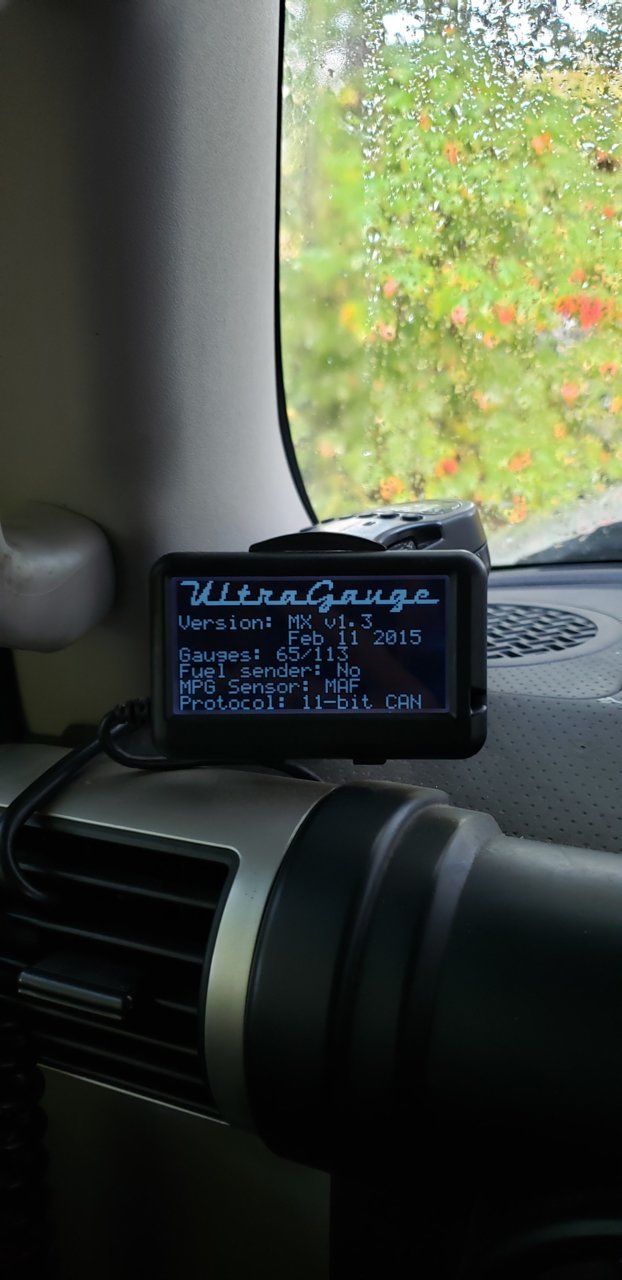 UltraGauge
Version: MX v1.3
Feb 11 2015
Gauges: 65/113
Fuel sender: No
MPG Sensor: MAF
Protocol: 11-bit CAN